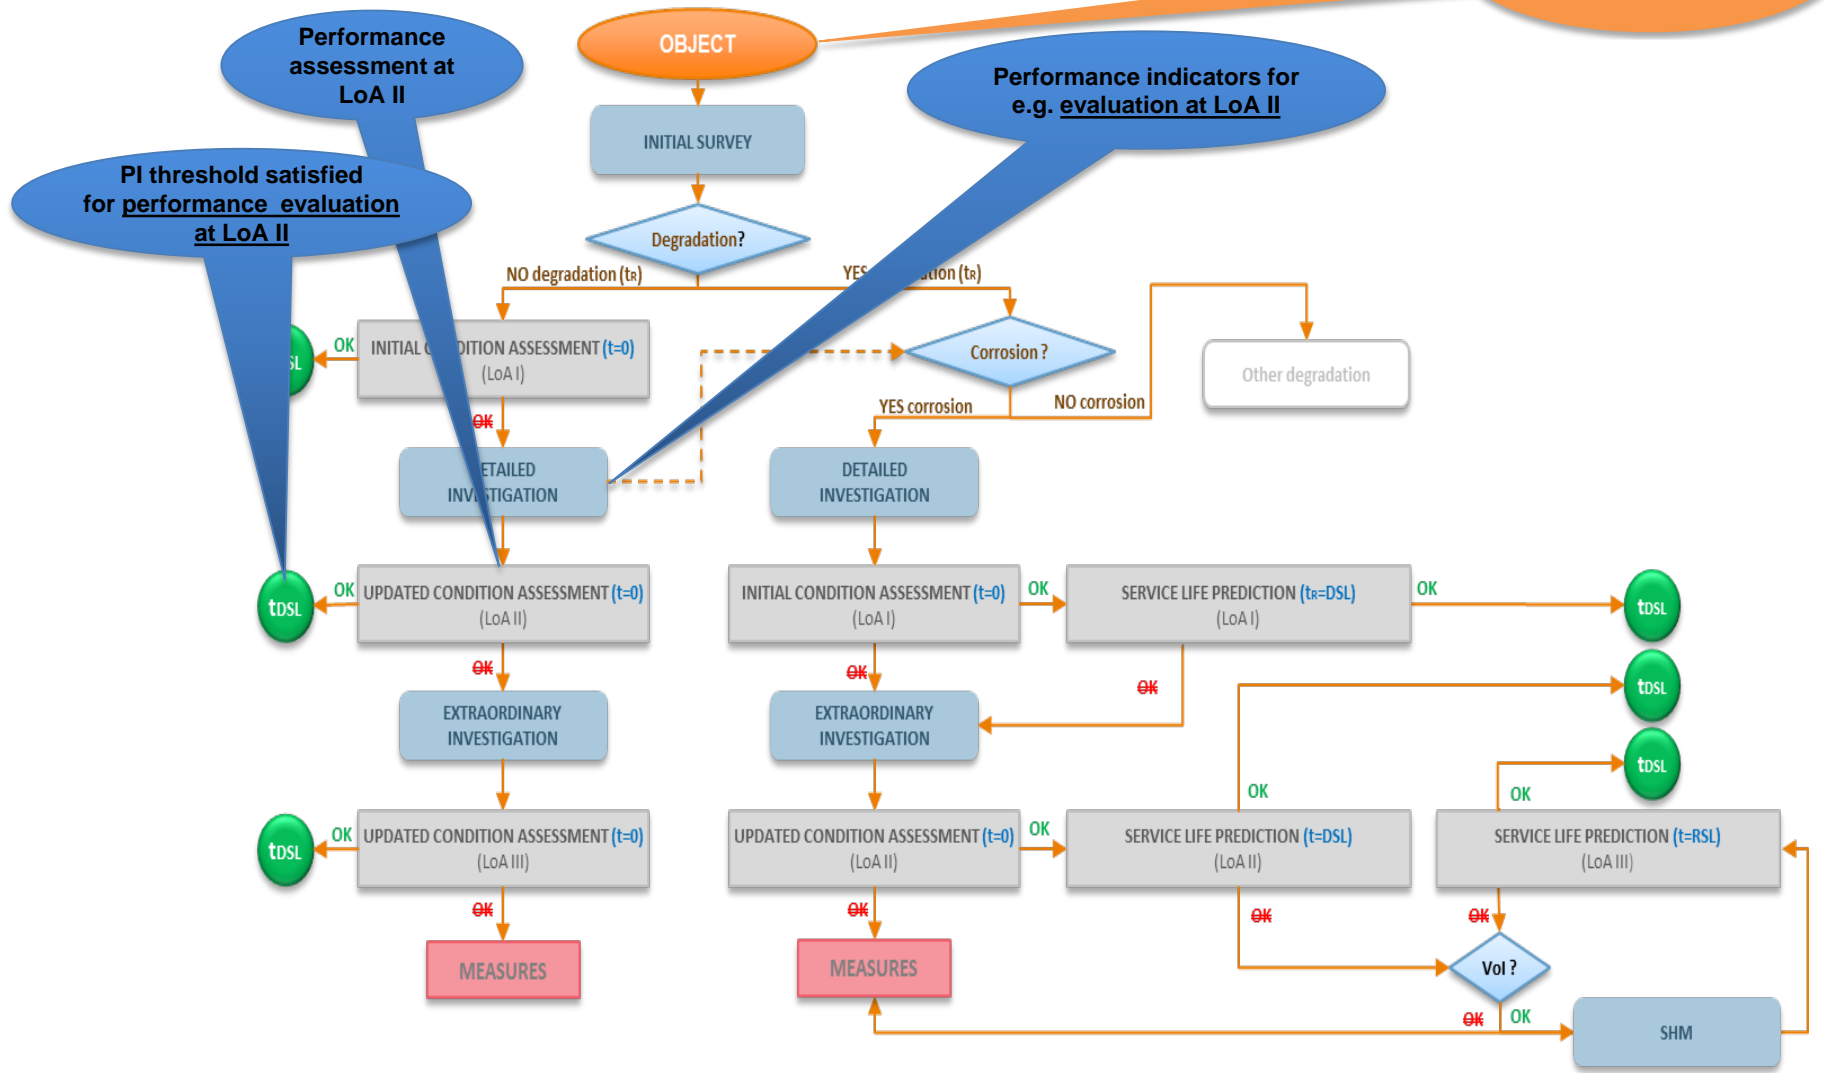 OBJECT
Performance
assessment at
LoA II
Performance indicators for
e.g. evaluation at LoA II
INITIAL SURVEY
PI threshold satisfied
for performance evaluation
at LoA II
Degradation?
NO degradation (tR)
YES
(tR)
OK
INITIAL
ASSESSMENT (t=0)
(LoA I)
OK
Corrosion ?
Other degradation
YES corrosion
NO corrosion
INVESTIGATION
DETAILED
INVESTIGATION
tDSL
OK
UPDATED CONDITION ASSESSMENT (t=0)
(LoA II)
OK
INITIAL CONDITION ASSESSMENT (t=0)
(LoA I)
OK
OK
SERVICE LIFE PREDICTION (tR=DSL)
(LoA I)
OK
OK
tDSL
tDSL
EXTRAORDINARY
INVESTIGATION
EXTRAORDINARY
INVESTIGATION
tDSL
OK
OK
tDSL
OK
UPDATED CONDITION ASSESSMENT (t=0)
(LoA III)
OK
UPDATED CONDITION ASSESSMENT (t=0)
(LoA II)
OK
OK
SERVICE LIFE PREDICTION (t=DSL)
(LoA II)
OK
SERVICE LIFE PREDICTION (t=RSL)
(LoA III)
OK
MEASURES
MEASURES
VoI ?
OK
OK
SHM